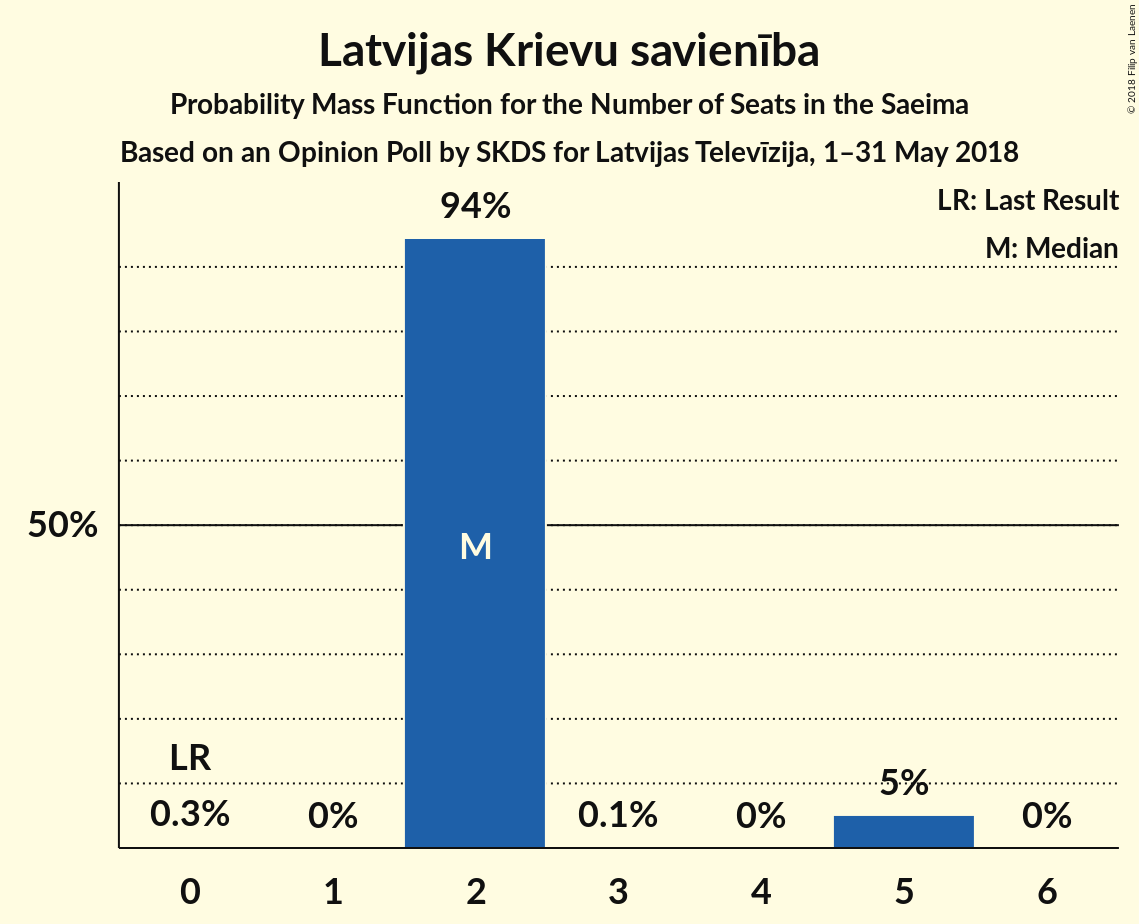 Latvijas Krievu savienība
Probability Mass Function for the Number of Seats in the Saeima
Based on an Opinion Poll by SKDS for Latvijas Televīzija, 1–31 May 2018
© 2018 Filip van Laenen
LR: Last Result
M: Median
94%
50%
M
LR
0.3%
0%
0.1%
0%
5%
0%
0 1 2 3 4 5 6